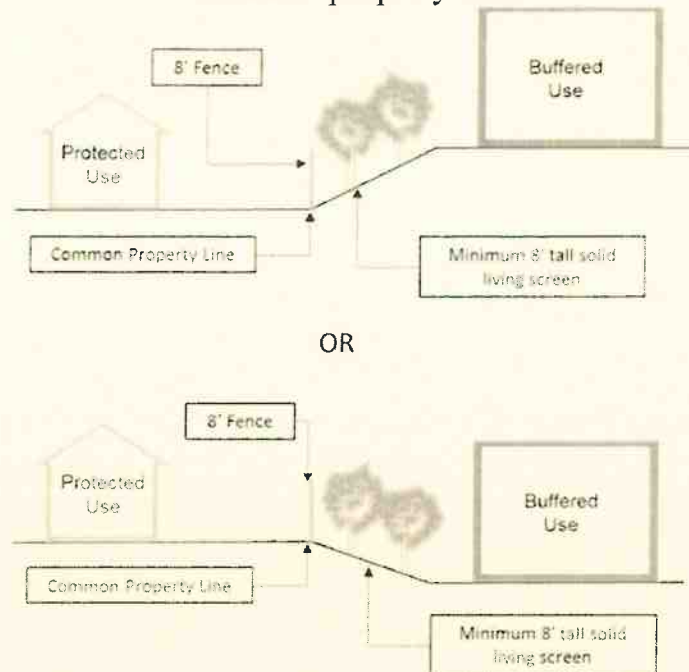 8' Fence
Buffered
Use
Protected
Use
Common Property Line
Minimum 8' tall solid
living screen
OR
8' Fence
Protected
Use
Buffered
Use
Common Property Line
Minimum 8' tall solid
living screen